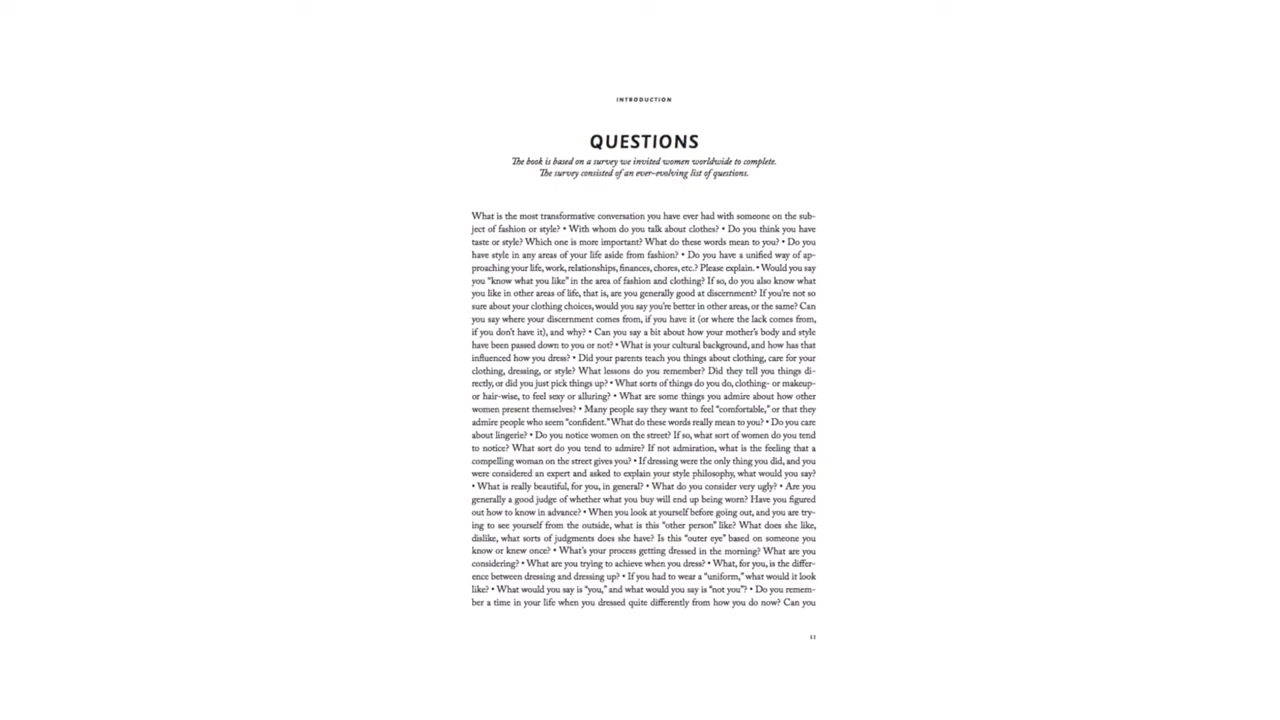 INTRODUCTION
QUESTIONS
The book is based on a survey we invited women worldwide to complete.
The survey consisted of an ever-evolving list of questions.
What is the most transformative conversation you have ever had with someone on the sub-
ject of fashion or style? • With whom do you talk about clothes? • Do you think you have
taste or style? Which one is more important? What do these words mean to you? • Do you
have style in any areas of your life aside from fashion? • Do you have a unified way of ap-
proaching your life, work, relationships, finances, chores, etc.? Please explain. • Would you say
you “know what you like” in the area of fashion and clothing? If so, do you also know what
you like in other areas of life, that is, are you generally good at discernment? If you’re not so
sure about your clothing choices, would you say you’re better in other areas, or the same? Can
you say where your discernment comes from, if you have it (or where the lack comes from,
if you don’t have it), and why? • Can you say a bit about how your mother’s body and style
have been passed down to you or not? • What is your cultural background, and how has that
influenced how you dress? • Did your parents teach you things about clothing, care for your
clothing, dressing, or style? What lessons do you remember? Did they tell you things di-
rectly, or did you just pick things up? • What sorts of things do you do, clothing- or makeup-
or hair-wise, to feel sexy or alluring? • What are some things you admire about how other
women present themselves? • Many people say they want to feel “comfortable,” or that they
admire people who seem “confident.” What do these words really mean to you? • Do you care
about lingerie? • Do you notice women on the street? If so, what sort of women do you tend
to notice? What sort do you tend to admire? If not admiration, what is the feeling that a
compelling woman on the street gives you? • If dressing were the only thing you did, and you
were considered an expert and asked to explain your style philosophy, what would you say?
• What is really beautiful, for you, in general? • What do you consider very ugly? • Are you
generally a good judge of whether what you buy will end up being worn? Have you figured
out how to know in advance? • When you look at yourself before going out, and you are try-
ing to see yourself from the outside, what is this “other person” like? What does she like,
dislike, what sorts of judgments does she have? Is this “outer eye” based on someone you
know or knew once? • What’s your process getting dressed in the morning? What are you
considering? • What are you trying to achieve when you dress? • What, for you, is the differ-
ence between dressing and dressing up? • If you had to wear a “uniform,” what would it look
like? • What would you say is “you,” and what would you say is “not you”? • Do you remem-
ber a time in your life when you dressed quite differently from how you do now? Can you